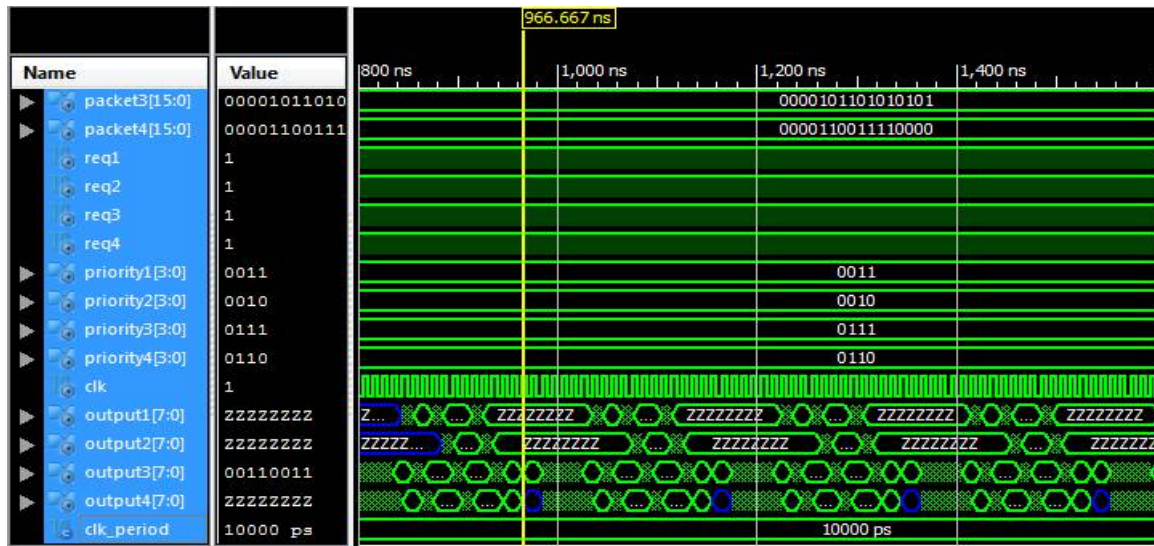 966.667 ns
Name Value 800 ns 1,000 ns 1,200 ns 1,400 ns
packet3[15:0] 00001011010 0000101101010101
packet4[15:0] 00001100111 0000110011110000
req1 1
req2 1
req3 1
req4 1
priority1[3:0] 0011 0011
priority2[3:0] 0010 0010
priority3[3:0] 0111 0111
priority4[3:0] 0110 0110
clk 1
output1[7:0] ZZZZZZZZ Z... ... ZZZZZZZZ ... ZZZZZZZZ ... ZZZZZZZZ ... ZZZZZZZZ
output2[7:0] ZZZZZZZZ ZZZZZ... ... ZZZZZZZZ ... ZZZZZZZZ ... ZZZZZZZZ ... ZZZZZZZ
output3[7:0] 00110011 ... ... ... ... ... ... ... ...
output4[7:0] ZZZZZZZZ ... ... ... ... ... ... ... ...
clk_period 10000 ps 10000 ps